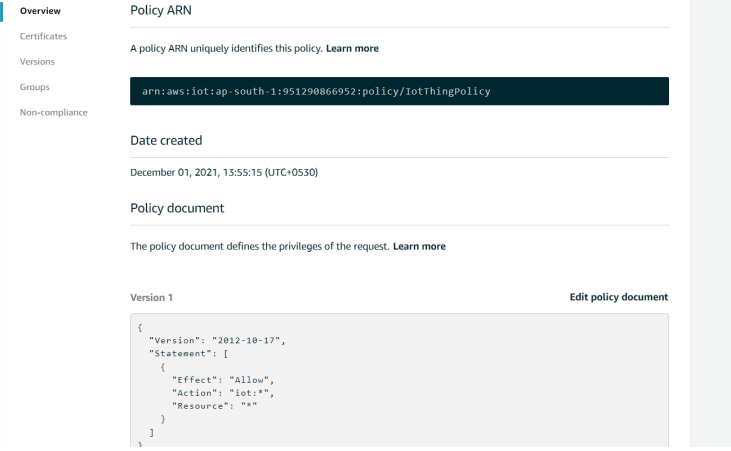 Overview
Certificates
Versions
Groups
Non-compliance
Policy ARN
A policy ARN uniquely identifies this policy. Learn more
arn:aws:iot:ap-south-1:951290866952:policy/IotThingPolicy
Date created
December 01, 2021, 13:55:15 (UTC+0530)
Policy document
The policy document defines the privileges of the request. Learn more
Version 1
Edit policy document
{
  "Version": "2012-10-17",
  "Statement": [
    {
      "Effect": "Allow",
      "Action": "iot:*",
      "Resource": "*"
    }
  ]
}